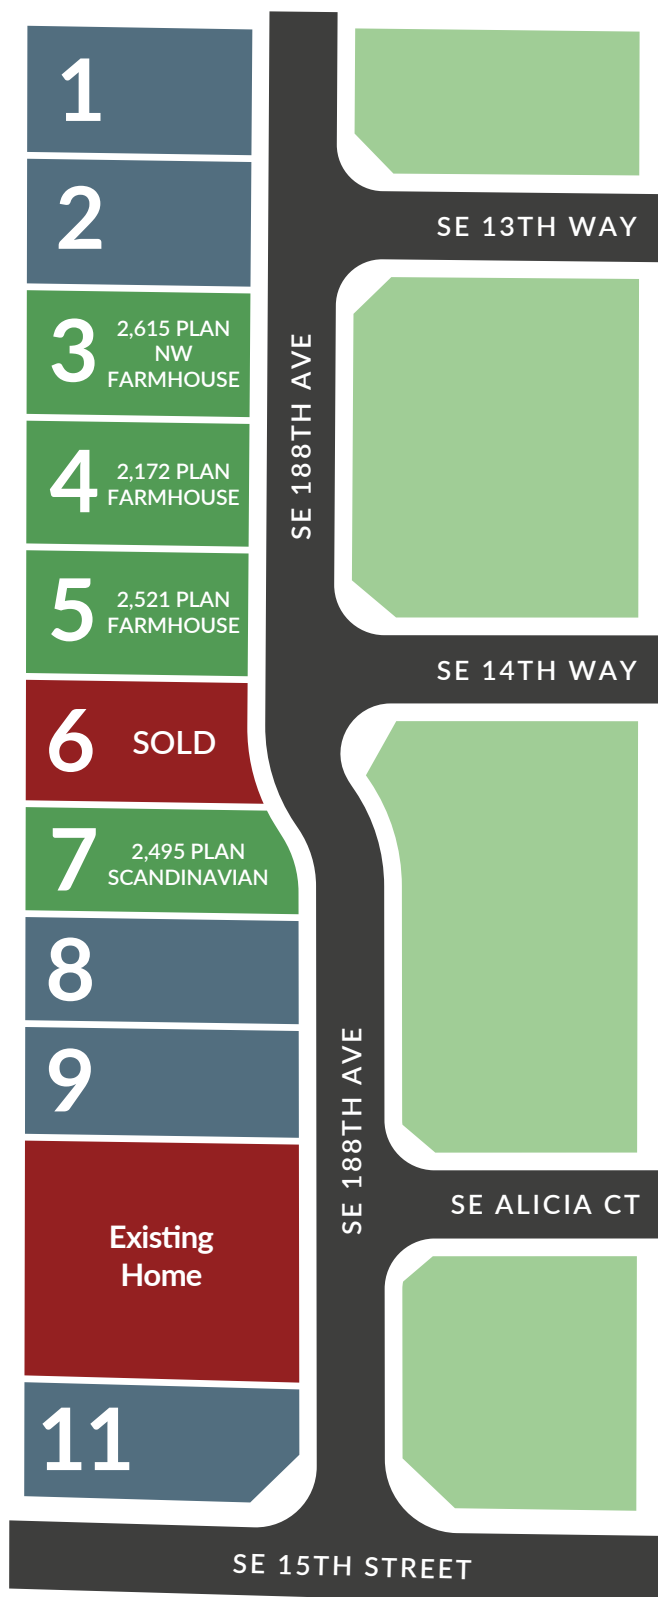 1
SE 13TH WAY
2
3
2,615 PLAN
NW
FARMHOUSE
SE 188TH AVE
4
2,172 PLAN
FARMHOUSE
5
2,521 PLAN
FARMHOUSE
SE 14TH WAY
6
SOLD
7
2,495 PLAN
SCANDINAVIAN
8
9
SE 188TH AVE
SE ALICIA CT
Existing
Home
11
SE 15TH STREET